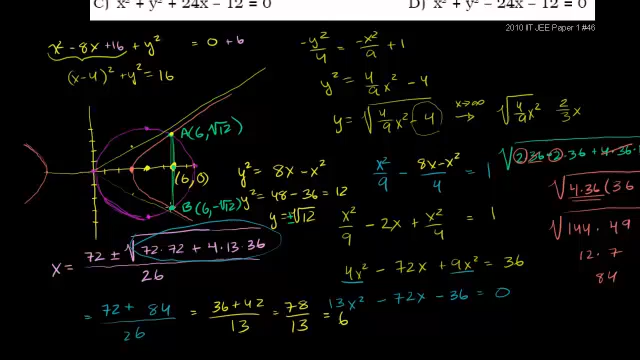 C) x² + y² + 24x − 12 = 0
D) x² + y² − 24x − 12 = 0
2010 IIT JEE Paper 1 #46
x² − 8x +16 + y² = 0 + 6
(x−4)² + y² = 16
A(6,√12)
(6,0)
B(6,−√12)
y² = 8x − x²
y² = 48 − 36 = 12
y = ±√12
-y²/4 = -x²/9 + 1
y² = 4/9 x² − 4
y = √(4/9 x² − 4) x→∞ → √(4/9 x²) 2/3 x
x²/9 − (8x−x²)/4 = 1
x²/9 − 2x + x²/4 = 1
4x² − 72x + 9x² = 36
13x² − 72x − 36 = 0
x = (72 ± √(72·72 + 4·13·36))/26
= (72 + 84)/26 = (36+42)/13 = 78/13 = 6
√(4·36 (36
√(144 49
12·7
84